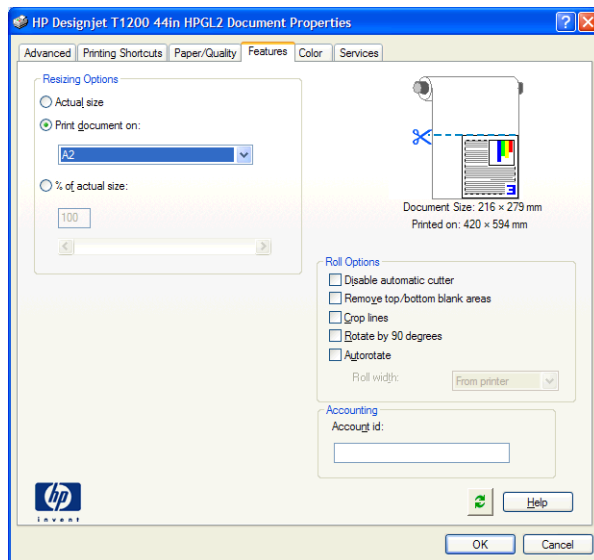 HP Designjet T1200 44in HPGL2 Document Properties
Advanced Printing Shortcuts Paper/Quality Features Color Services
Resizing Options
Actual size
Print document on:
A2
% of actual size:
100
3
Document Size: 216 × 279 mm
Printed on: 420 × 594 mm
Roll Options
Disable automatic cutter
Remove top/bottom blank areas
Crop lines
Rotate by 90 degrees
Autorotate
Roll width: From printer
Accounting
Account id:
hp
invent
Help
OK Cancel